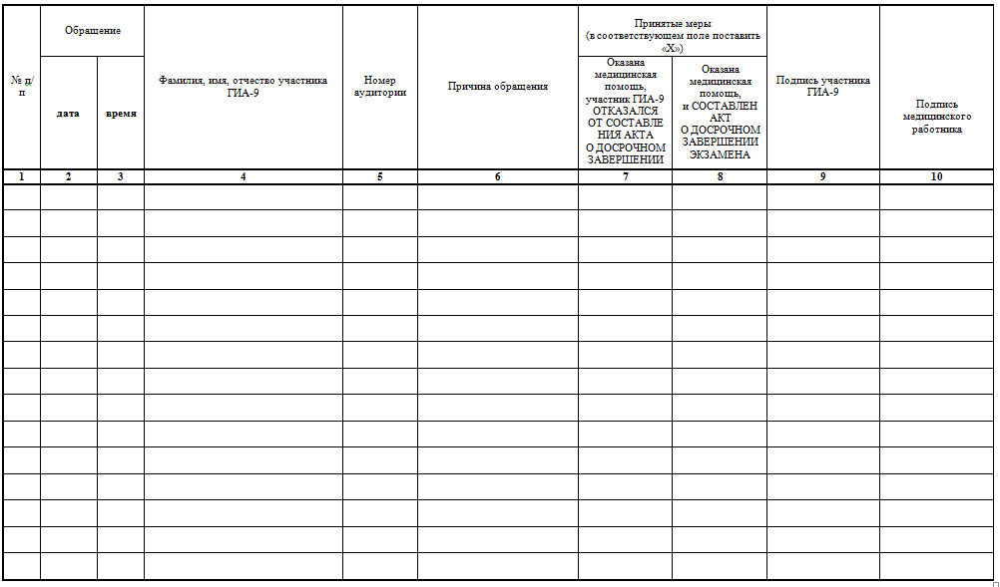 № п/
п
Обращение
дата
время
Фамилия, имя, отчество участника
ГИА-9
Номер
аудитории
Причина обращения
Принятые меры
(в соответствующем поле поставить
«Х»)
Оказана
медицинская
помощь,
участник ГИА-9
ОТКАЗАЛСЯ
ОТ СОСТАВЛЕ
НИЯ АКТА
О ДОСРОЧНОМ
ЗАВЕРШЕНИИ
Оказана
медицинская
помощь,
и СОСТАВЛЕН
АКТ
О ДОСРОЧНОМ
ЗАВЕРШЕНИИ
ЭКЗАМЕНА
Подпись участника
ГИА-9
Подпись
медицинского
работника
1 2 3 4 5 6 7 8 9 10